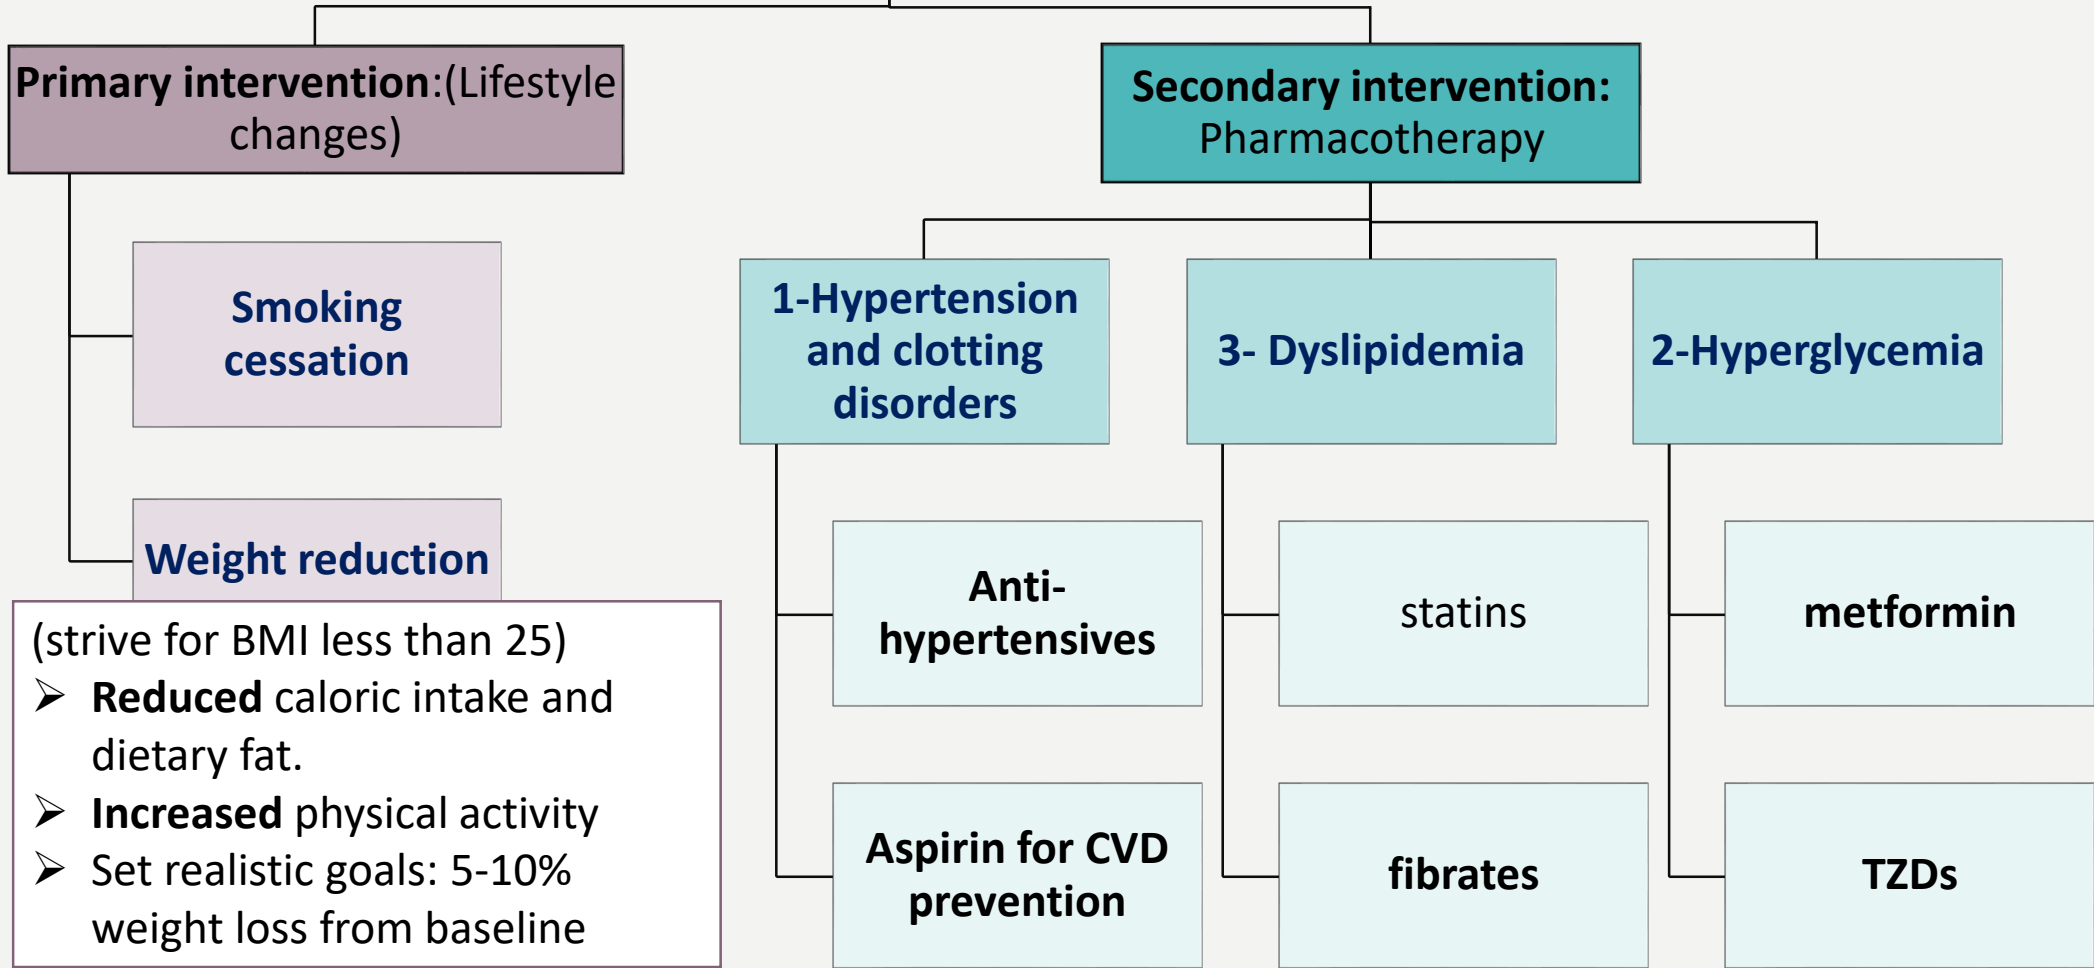 Primary intervention:(Lifestyle
changes)
Smoking
cessation
Weight reduction
(strive for BMI less than 25)
➢ Reduced caloric intake and
dietary fat.
➢ Increased physical activity
➢ Set realistic goals: 5-10%
weight loss from baseline
Secondary intervention:
Pharmacotherapy
1-Hypertension
and clotting
disorders
Anti-
hypertensives
Aspirin for CVD
prevention
3- Dyslipidemia
statins
fibrates
2-Hyperglycemia
metformin
TZDs